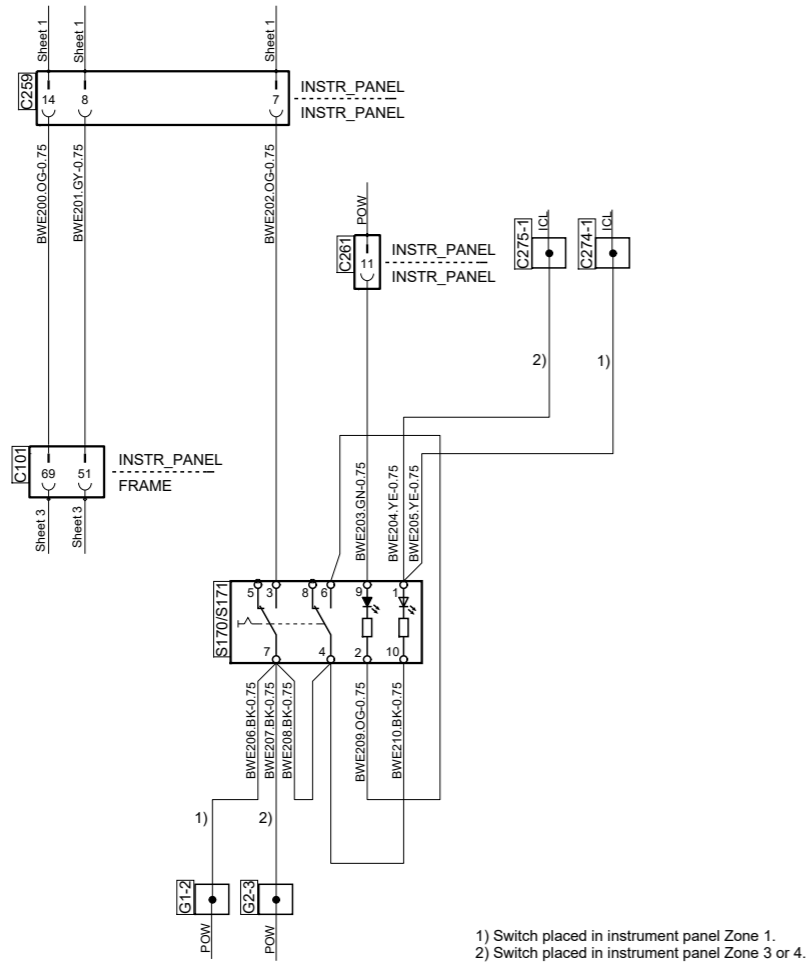 Sheet 1
Sheet 1
Sheet 1
C259
14
8
7
INSTR_PANEL
INSTR_PANEL
BWE200.OG-0.75
BWE201.GY-0.75
BWE202.OG-0.75
POW
C261
11
INSTR_PANEL
INSTR_PANEL
C275-1
ICL
C274-1
ICL
2)
1)
C101
69
51
INSTR_PANEL
FRAME
Sheet 3
Sheet 3
BWE203.GN-0.75
BWE204.YE-0.75
BWE205.YE-0.75
S170/S171
5
3
8
6
9
1
7
4
2
10
BWE206.BK-0.75
BWE207.BK-0.75
BWE208.BK-0.75
BWE209.OG-0.75
BWE210.BK-0.75
1)
2)
G1-2
G2-3
POW
POW
1) Switch placed in instrument panel Zone 1.
2) Switch placed in instrument panel Zone 3 or 4.